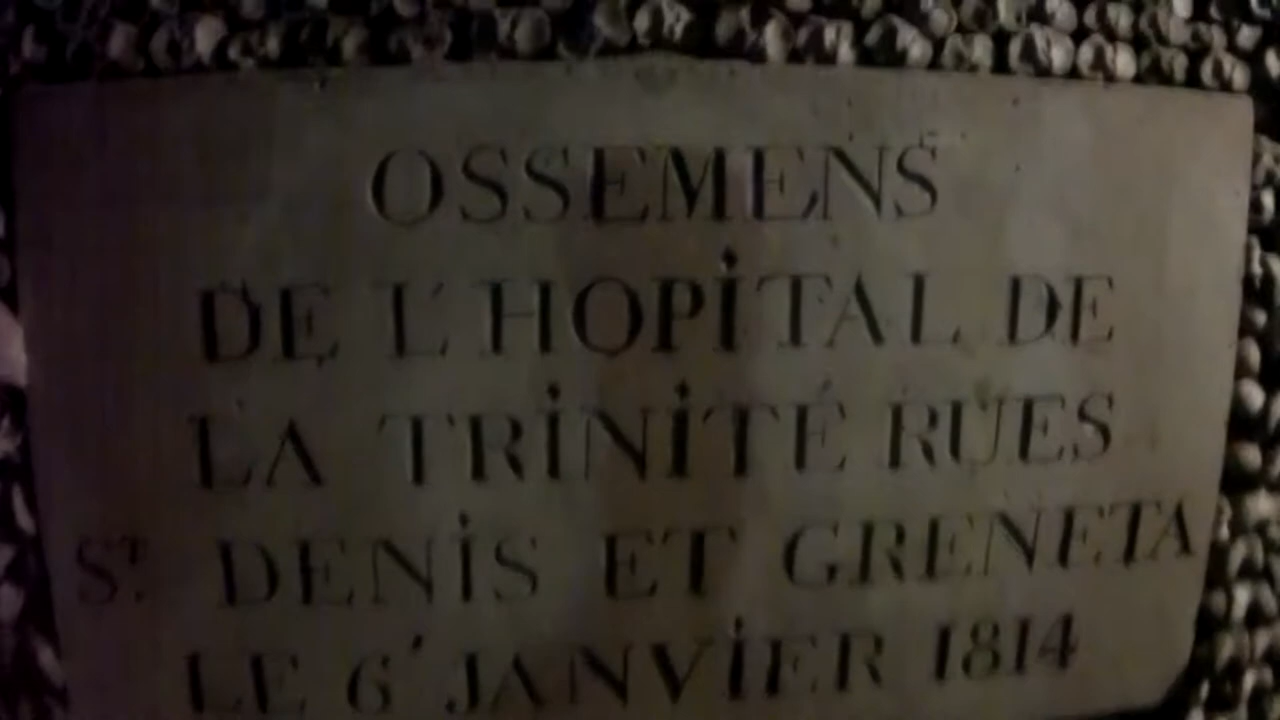 OSSEMENS
DE L'HOPITAL DE
LA TRINITÉ RUES
ST. DENIS ET GRENETA
LE 6 JANVIER 1814